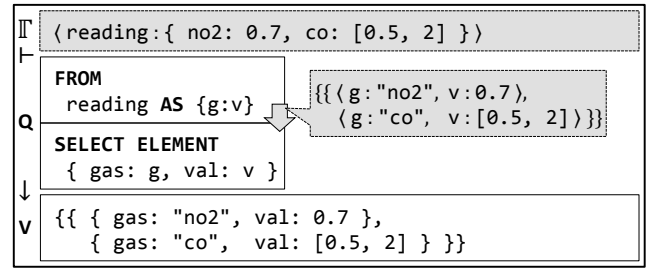 Γ ⟨reading:{ no2: 0.7, co: [0.5, 2] }⟩
⊢
FROM
reading AS {g:v}
{{⟨g:"no2", v:0.7⟩,
⟨g:"co", v:[0.5, 2]⟩}}
Q
SELECT ELEMENT
{ gas: g, val: v }
↓
V {{ { gas: "no2", val: 0.7 },
{ gas: "co", val: [0.5, 2] } }}